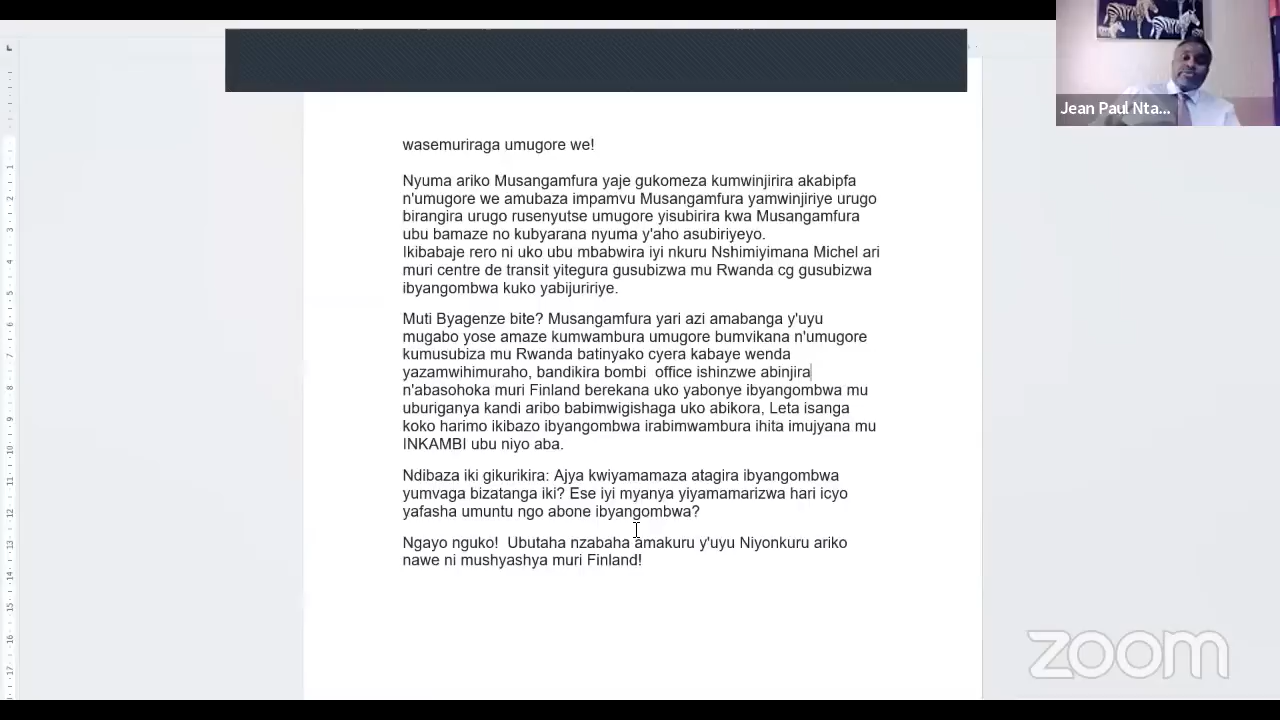 Jean Paul Nta...
wasemuriraga umugore we!
Nyuma ariko Musangamfura yaje gukomeza kumwinjirira akabipfa
n'umugore we amubaza impamvu Musangamfura yamwinjiriye urugo
birangira urugo rusenyutse umugore yisubirira kwa Musangamfura
ubu bamaze no kubyarana nyuma y'aho asubiriyeyo.
Ikibabaje rero ni uko ubu mbabwira iyi nkuru Nshimiyimana Michel ari
muri centre de transit yitegura gusubizwa mu Rwanda cg gusubizwa
ibyangombwa kuko yabijuririye.
Muti Byagenze bite? Musangamfura yari azi amabanga y'uyu
mugabo yose amaze kumwambura umugore bumvikana n'umugore
kumusubiza mu Rwanda batinyako cyera kabaye wenda
yazamwihimuraho, bandikira bombi  office ishinzwe abinjira
n'abasohoka muri Finland berekana uko yabonye ibyangombwa mu
uburiganya kandi aribo babimwigishaga uko abikora, Leta isanga
koko harimo ikibazo ibyangombwa irabimwambura ihita imujyana mu
INKAMBI ubu niyo aba.
Ndibaza iki gikurikira: Ajya kwiyamamaza atagira ibyangombwa
yumvaga bizatanga iki? Ese iyi myanya yiyamamarizwa hari icyo
yafasha umuntu ngo abone ibyangombwa?
Ngayo nguko!  Ubutaha nzabaha amakuru y'uyu Niyonkuru ariko
nawe ni mushyashya muri Finland!
zoom